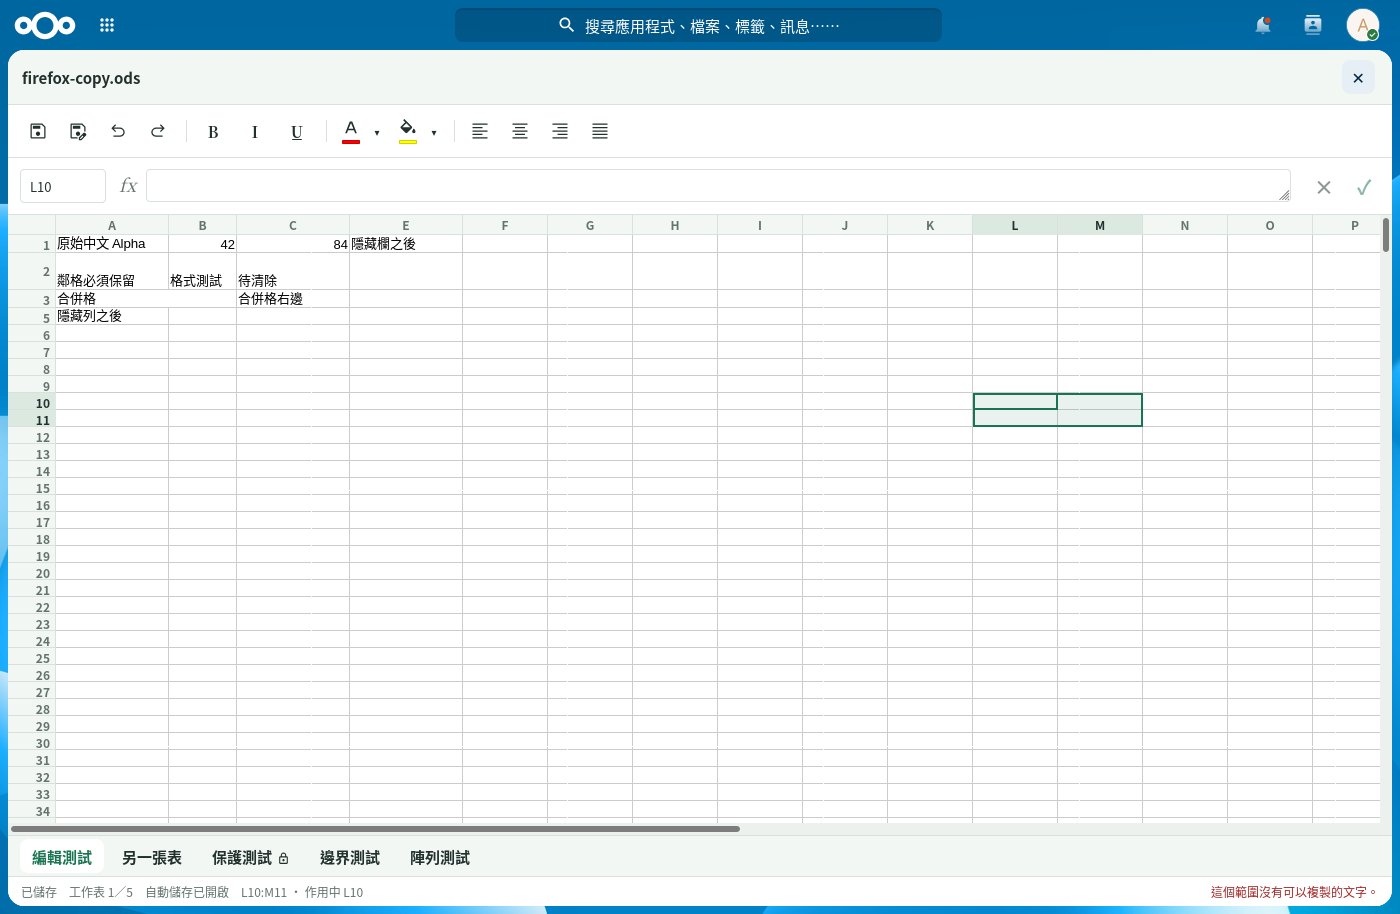 搜尋應用程式、檔案、標籤、訊息……
A
firefox-copy.ods
B I U A
L10 fx
A B C E F G H I J K L M N O P
1 原始中文 Alpha 42 84 隱藏欄之後
2 鄰格必須保留 格式測試 待清除
3 合併格 合併格右邊
5 隱藏列之後
6
7
8
9
10
11
12
13
14
15
16
17
18
19
20
21
22
23
24
25
26
27
28
29
30
31
32
33
34
編輯測試 另一張表 保護測試 邊界測試 陣列測試
已儲存 工作表 1／5 自動儲存已開啟 L10:M11 · 作用中 L10 這個範圍沒有可以複製的文字。